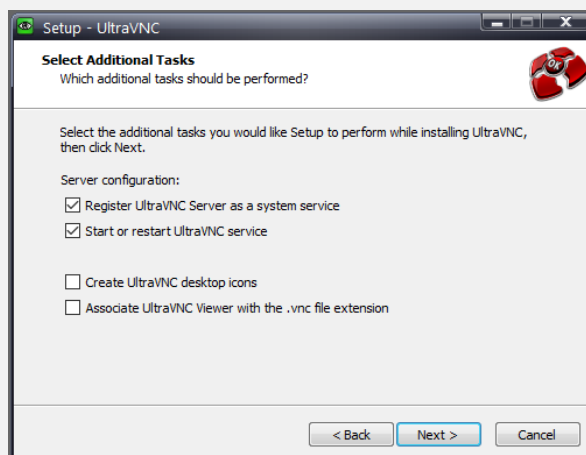 Setup - UltraVNC
Select Additional Tasks
Which additional tasks should be performed?
OK
Select the additional tasks you would like Setup to perform while installing UltraVNC,
then click Next.
Server configuration:
Register UltraVNC Server as a system service
Start or restart UltraVNC service
Create UltraVNC desktop icons
Associate UltraVNC Viewer with the .vnc file extension
< Back Next > Cancel